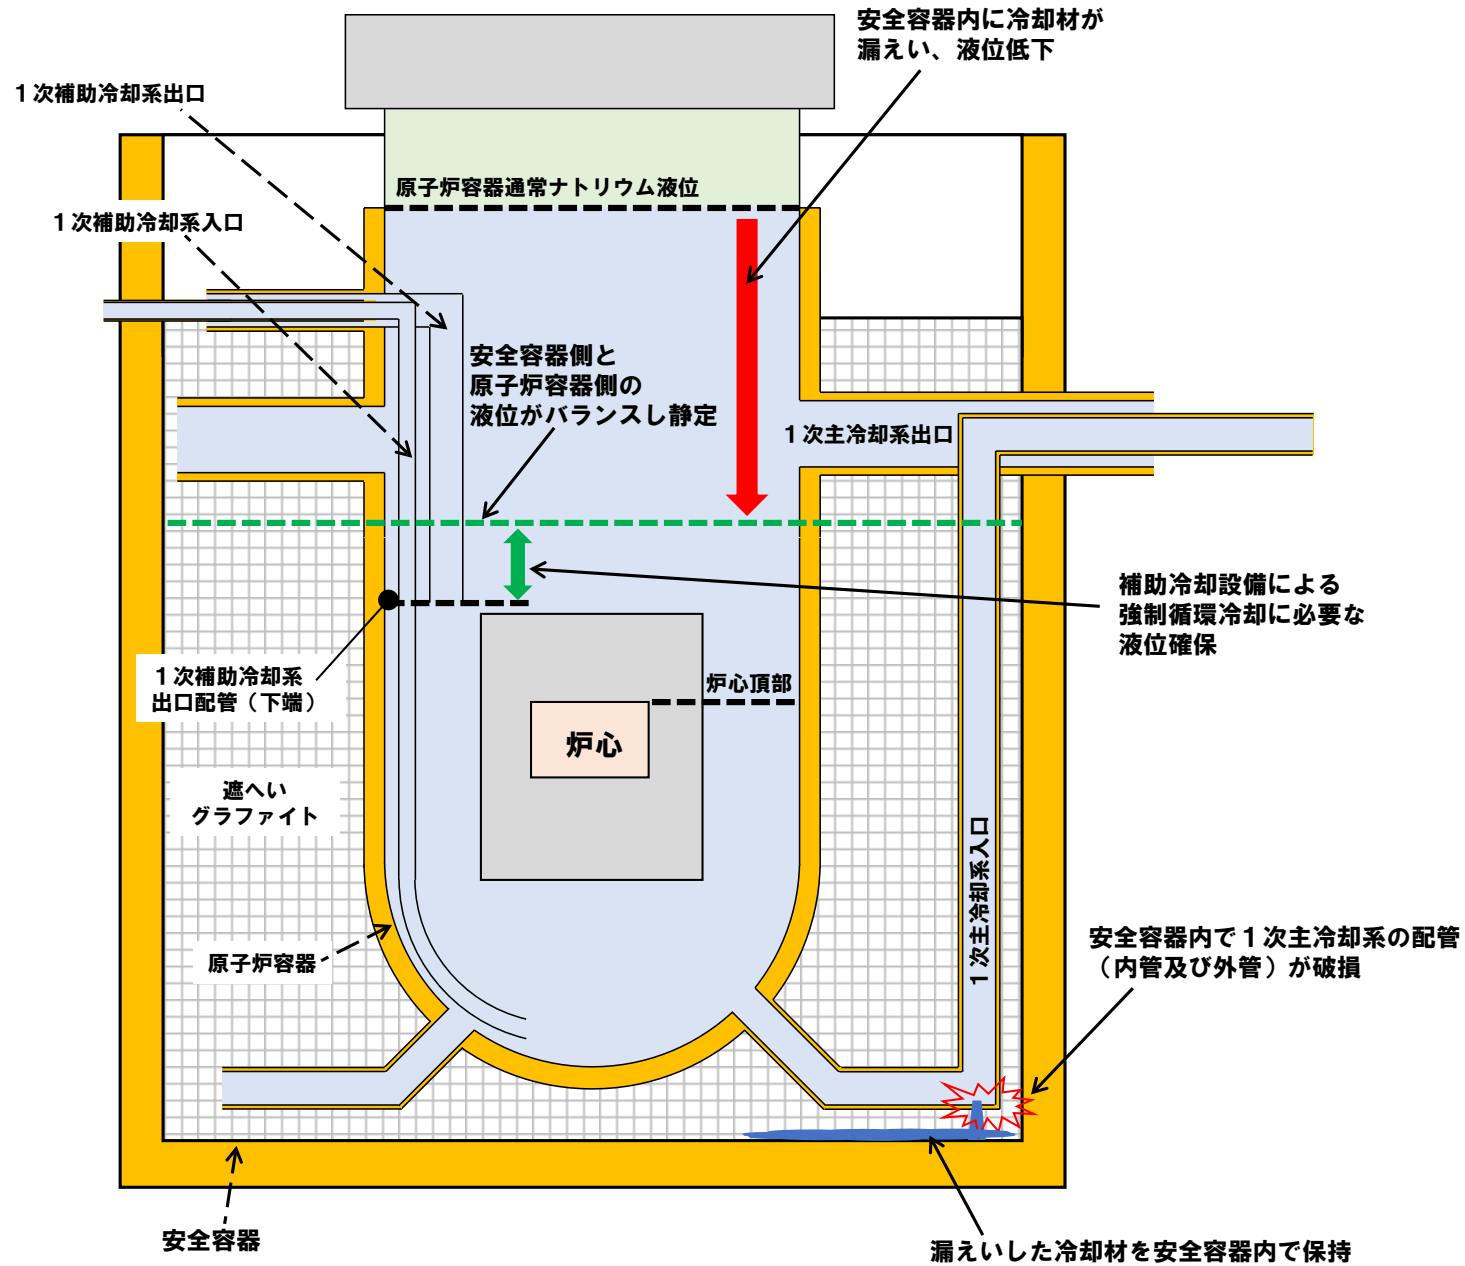 安全容器内に冷却材が
漏えい、液位低下
１次補助冷却系出口
原子炉容器通常ナトリウム液位
１次補助冷却系入口
安全容器側と
原子炉容器側の
液位がバランスし静定
１次主冷却系出口
補助冷却設備による
強制循環冷却に必要な
液位確保
１次補助冷却系
出口配管（下端）
炉心頂部
炉心
遮へい
グラファイト
１次主冷却系入口
原子炉容器
安全容器内で１次主冷却系の配管
（内管及び外管）が破損
安全容器
漏えいした冷却材を安全容器内で保持